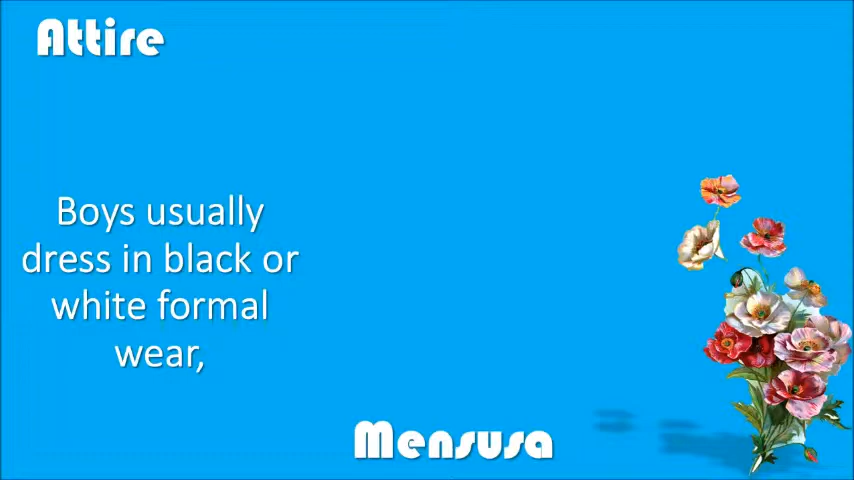 Attire
Boys usually
dress in black or
white formal
wear,
Mensusa